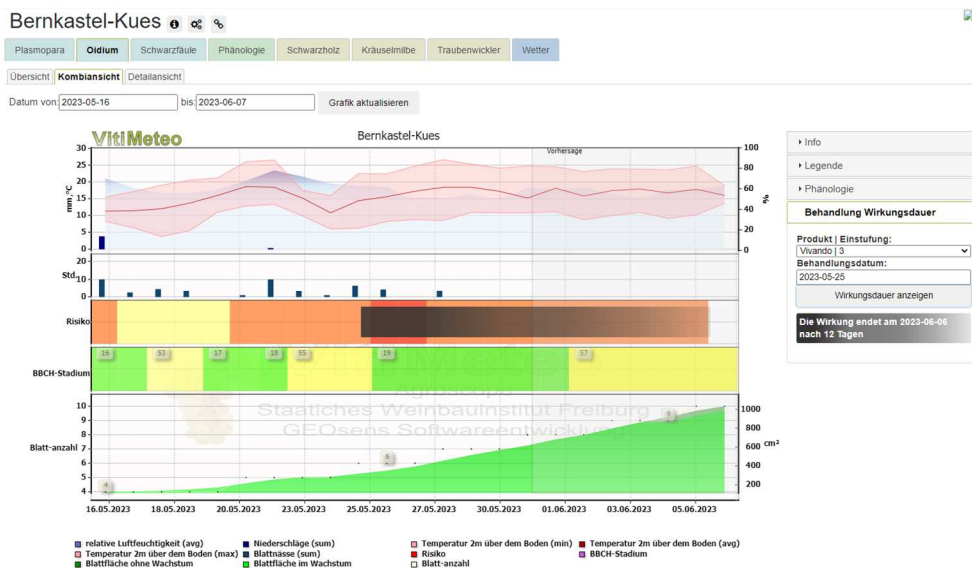 Bernkastel-Kues
Plasmopara Oidium Schwarzfäule Phänologie Schwarzholz Kräuselmilbe Traubenwickler Wetter
Übersicht Kombiansicht Detailansicht
Datum von: 2023-05-16 bis: 2023-06-07 Grafik aktualisieren
VitiMeteo
Bernkastel-Kues
Vorhersage
30
25
20
15
10
5
0
mm,°C
100
80
60
40
20
0
%
20
Std. 10
0
Risiko
BBCH-Stadium
16 53 17 18 55 19 57
Agroscope
Staatliches Weinbauinstitut Freiburg
GEOsens Softwareentwicklung
10
9
8
Blatt-anzahl 7
6
5
4
4 6 9
1000
800
600 cm²
400
200
16.05.2023 18.05.2023 20.05.2023 23.05.2023 25.05.2023 27.05.2023 30.05.2023 01.06.2023 03.06.2023 05.06.2023
relative Luftfeuchtigkeit (avg) Niederschläge (sum) Temperatur 2m über dem Boden (min) Temperatur 2m über dem Boden (avg)
Temperatur 2m über dem Boden (max) Blattnässe (sum) Risiko BBCH-Stadium
Blattfläche ohne Wachstum Blattfläche im Wachstum Blatt-anzahl
Info
Legende
Phänologie
Behandlung Wirkungsdauer
Produkt | Einstufung:
Vivando | 3
Behandlungsdatum:
2023-05-25
Wirkungsdauer anzeigen
Die Wirkung endet am 2023-06-06
nach 12 Tagen